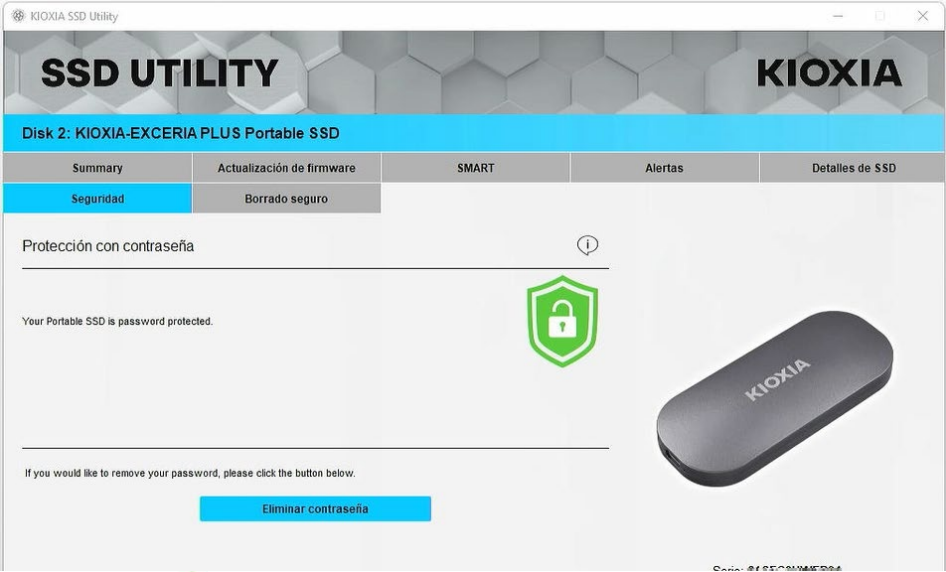 KIOXIA SSD Utility
SSD UTILITY
KIOXIA
Disk 2: KIOXIA-EXCERIA PLUS Portable SSD
Summary
Actualización de firmware
SMART
Alertas
Detalles de SSD
Seguridad
Borrado seguro
Protección con contraseña
Your Portable SSD is password protected.
KIOXIA
If you would like to remove your password, please click the button below.
Eliminar contraseña